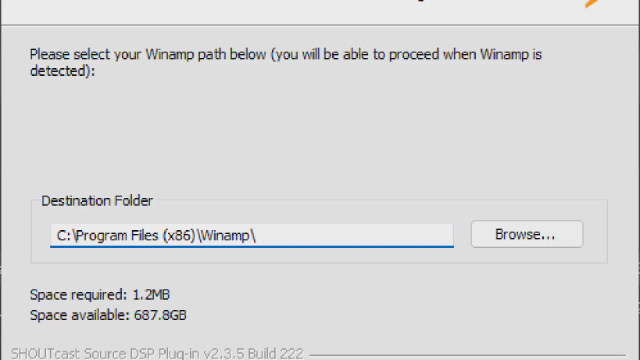 Please select your Winamp path below (you will be able to proceed when Winamp is
detected):
Destination Folder
C:\Program Files (x86)\Winamp\
Browse...
Space required: 1.2MB
Space available: 687.8GB
SHOUTcast Source DSP Plug-in v2.3.5 Build 222